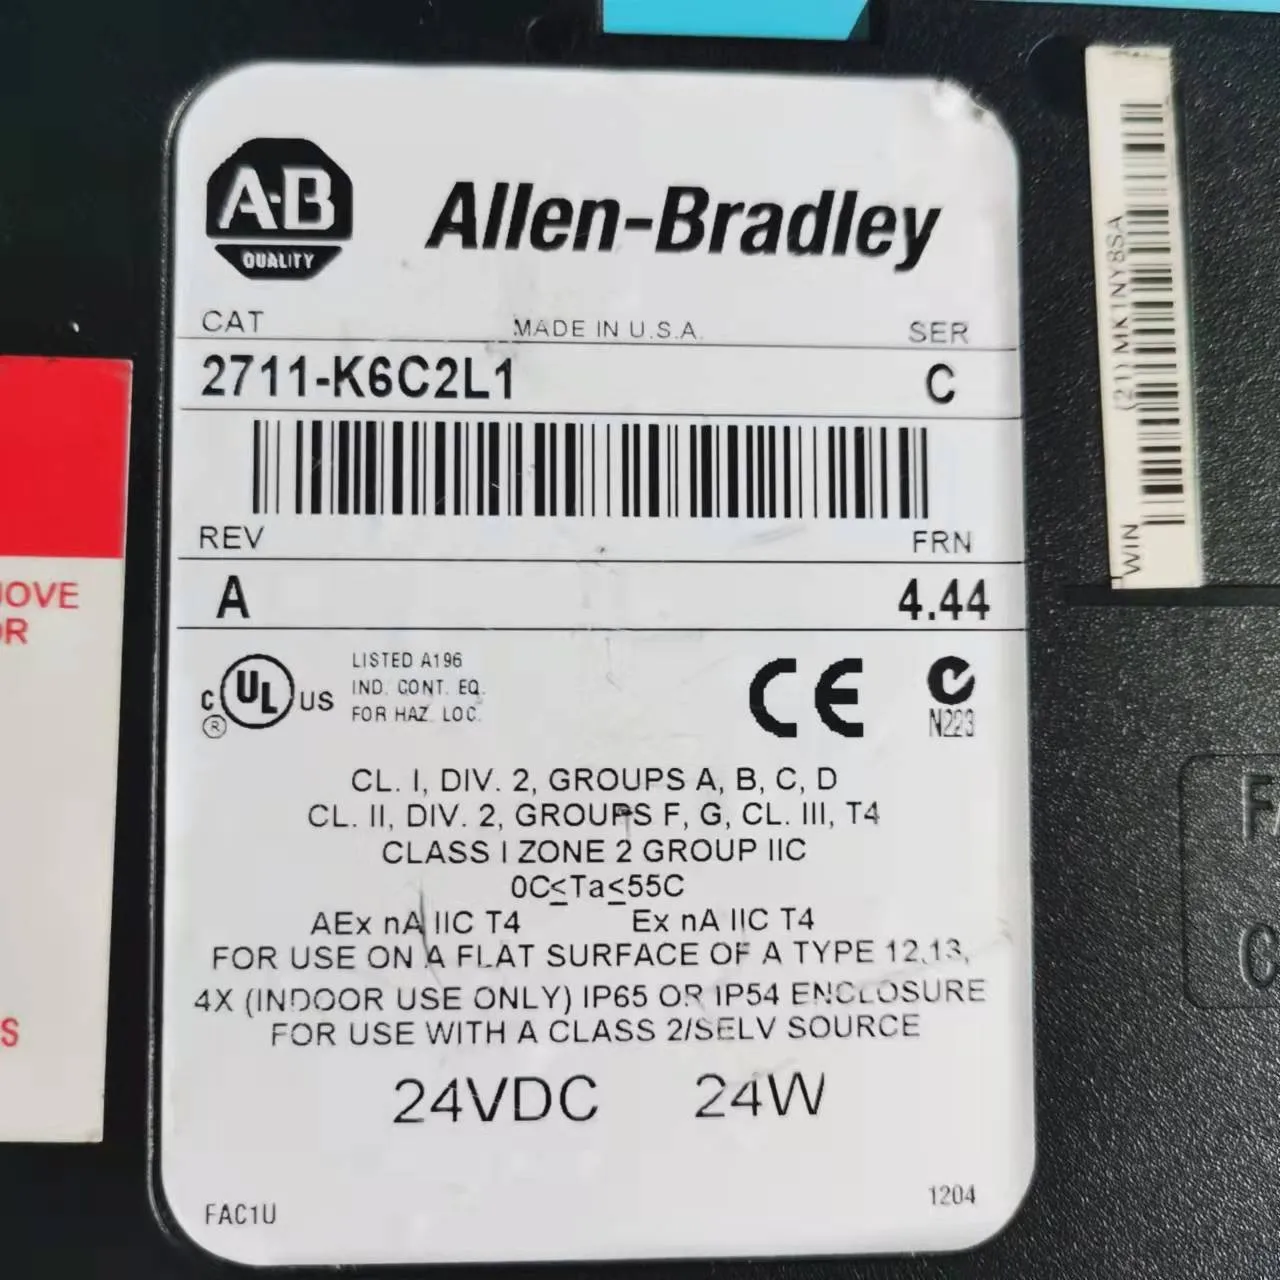 A-B
QUALITY
Allen-Bradley
CAT MADE IN U.S.A. SER
2711-K6C2L1 C
REV FRN
A 4.44
C UL US
®
LISTED A196
IND. CONT. EQ.
FOR HAZ. LOC.
CE
N223
CL. I, DIV. 2, GROUPS A, B, C, D
CL. II, DIV. 2, GROUPS F, G, CL. III, T4
CLASS I ZONE 2 GROUP IIC
0C≤Ta≤55C
AEx nA IIC T4 Ex nA IIC T4
FOR USE ON A FLAT SURFACE OF A TYPE 12,13,
4X (INDOOR USE ONLY) IP65 OR IP54 ENCLOSURE
FOR USE WITH A CLASS 2/SELV SOURCE
24VDC 24W
FAC1U 1204
WIN (21) MK1NY8SA